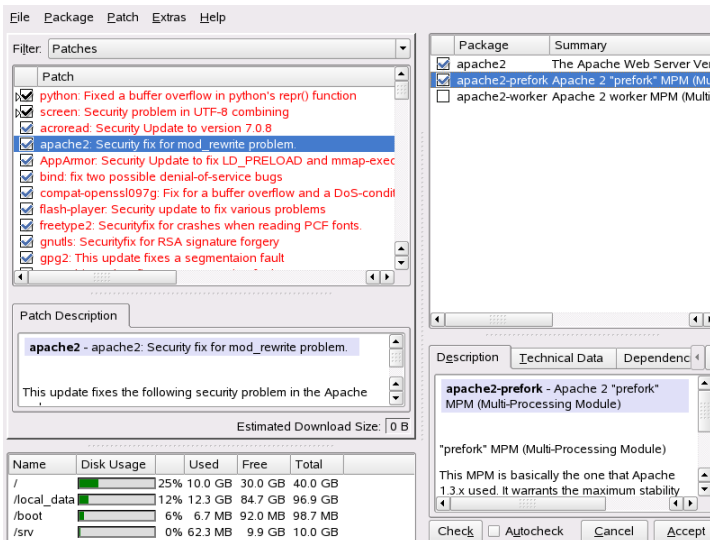 File Package Patch Extras Help
Filter: Patches
Patch
python: Fixed a buffer overflow in python's repr() function
screen: Security problem in UTF-8 combining
acroread: Security Update to version 7.0.8
apache2: Security fix for mod_rewrite problem.
AppArmor: Security Update to fix LD_PRELOAD and mmap-exec
bind: fix two possible denial-of-service bugs
compat-openssl097g: Fix for a buffer overflow and a DoS-condit
flash-player: Security update to fix various problems
freetype2: Securityfix for crashes when reading PCF fonts.
gnutls: Securityfix for RSA signature forgery
gpg2: This update fixes a segmentaion fault
Patch Description
apache2 - apache2: Security fix for mod_rewrite problem.
This update fixes the following security problem in the Apache
Estimated Download Size: 0 B
Name Disk Usage Used Free Total
/ 25% 10.0 GB 30.0 GB 40.0 GB
/local_data 12% 12.3 GB 84.7 GB 96.9 GB
/boot 6% 6.7 MB 92.0 MB 98.7 MB
/srv 0% 62.3 MB 9.9 GB 10.0 GB
Package Summary
apache2 The Apache Web Server Ver
apache2-prefork Apache 2 "prefork" MPM (Mu
apache2-worker Apache 2 worker MPM (Multi
Description Technical Data Dependenc
apache2-prefork - Apache 2 "prefork"
MPM (Multi-Processing Module)
"prefork" MPM (Multi-Processing Module)
This MPM is basically the one that Apache
1.3.x used. It warrants the maximum stability
Check Autocheck Cancel Accept